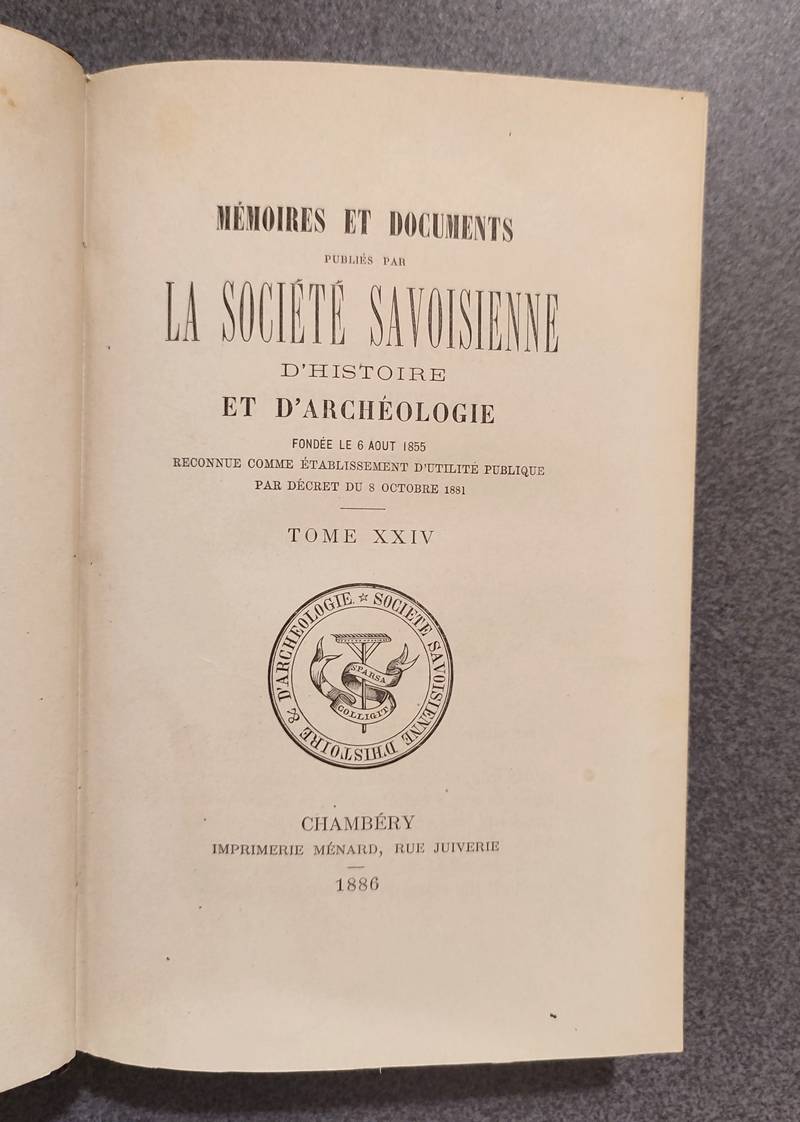 MÉMOIRES ET DOCUMENTS
PUBLIÉS PAR
LA SOCIÉTÉ SAVOISIENNE
D'HISTOIRE
ET D'ARCHÉOLOGIE
FONDÉE LE 6 AOUT 1855
RECONNUE COMME ÉTABLISSEMENT D'UTILITÉ PUBLIQUE
PAR DÉCRET DU 8 OCTOBRE 1881
TOME XXIV
SOCIÉTÉ SAVOISIENNE D'HISTOIRE & D'ARCHÉOLOGIE
SPARSA
COLLIGIT
CHAMBÉRY
IMPRIMERIE MÉNARD, RUE JUIVERIE
1886